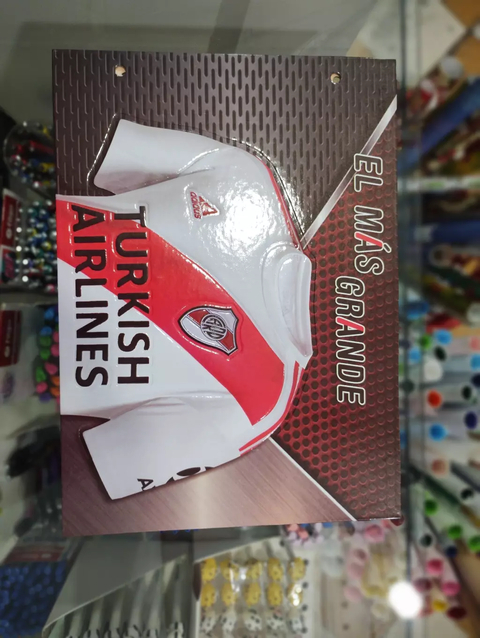 EL MÁS GRANDE
adidas
TURKISH
AIRLINES